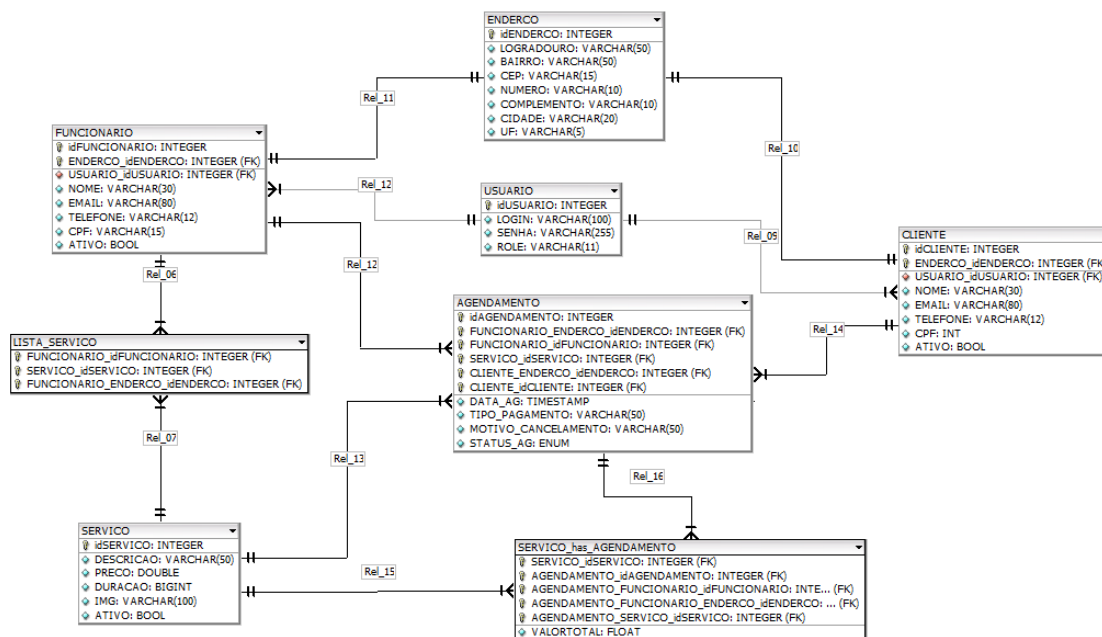 ENDERCO
idENDERCO: INTEGER
LOGRADOURO: VARCHAR(50)
BAIRRO: VARCHAR(50)
CEP: VARCHAR(15)
NUMERO: VARCHAR(10)
COMPLEMENTO: VARCHAR(10)
CIDADE: VARCHAR(20)
UF: VARCHAR(5)
Rel_11
Rel_10
FUNCIONARIO
idFUNCIONARIO: INTEGER
ENDERCO_idENDERCO: INTEGER (FK)
USUARIO_idUSUARIO: INTEGER (FK)
NOME: VARCHAR(30)
EMAIL: VARCHAR(80)
TELEFONE: VARCHAR(12)
CPF: VARCHAR(15)
ATIVO: BOOL
Rel_12
USUARIO
idUSUARIO: INTEGER
LOGIN: VARCHAR(100)
SENHA: VARCHAR(255)
ROLE: VARCHAR(11)
Rel_05
CLIENTE
idCLIENTE: INTEGER
ENDERCO_idENDERCO: INTEGER (FK
USUARIO_idUSUARIO: INTEGER (FK)
NOME: VARCHAR(30)
EMAIL: VARCHAR(80)
TELEFONE: VARCHAR(12)
CPF: INT
ATIVO: BOOL
Rel_06
Rel_12
AGENDAMENTO
idAGENDAMENTO: INTEGER
FUNCIONARIO_ENDERCO_idENDERCO: INTEGER (FK)
FUNCIONARIO_idFUNCIONARIO: INTEGER (FK)
SERVICO_idSERVICO: INTEGER (FK)
CLIENTE_ENDERCO_idENDERCO: INTEGER (FK)
CLIENTE_idCLIENTE: INTEGER (FK)
DATA_AG: TIMESTAMP
TIPO_PAGAMENTO: VARCHAR(50)
MOTIVO_CANCELAMENTO: VARCHAR(50)
STATUS_AG: ENUM
Rel_14
LISTA_SERVICO
FUNCIONARIO_idFUNCIONARIO: INTEGER (FK)
SERVICO_idSERVICO: INTEGER (FK)
FUNCIONARIO_ENDERCO_idENDERCO: INTEGER (FK)
Rel_07
Rel_13
Rel_16
SERVICO
idSERVICO: INTEGER
DESCRICAO: VARCHAR(50)
PRECO: DOUBLE
DURACAO: BIGINT
IMG: VARCHAR(100)
ATIVO: BOOL
Rel_15
SERVICO_has_AGENDAMENTO
SERVICO_idSERVICO: INTEGER (FK)
AGENDAMENTO_idAGENDAMENTO: INTEGER (FK)
AGENDAMENTO_FUNCIONARIO_idFUNCIONARIO: INTE... (FK)
AGENDAMENTO_FUNCIONARIO_ENDERCO_idENDERCO: ... (FK)
AGENDAMENTO_SERVICO_idSERVICO: INTEGER (FK)
VALORTOTAL: FLOAT